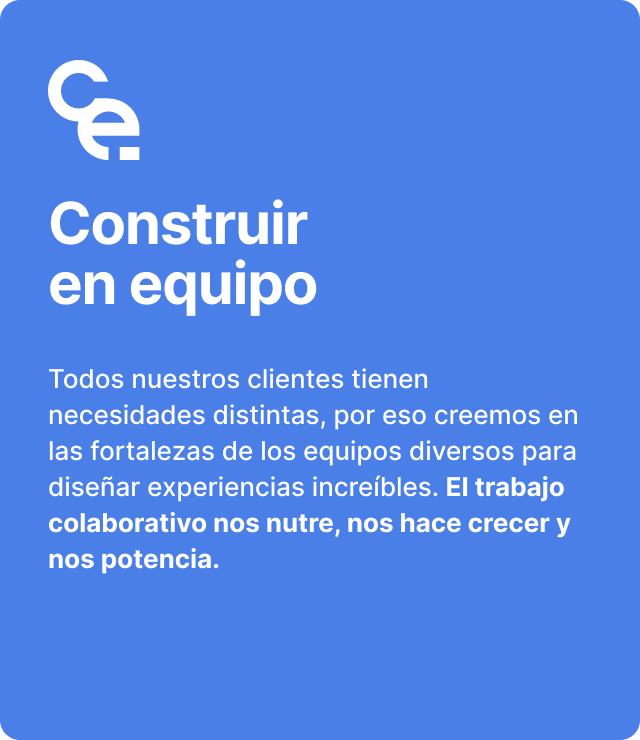 ce.
Construir
en equipo
Todos nuestros clientes tienen
necesidades distintas, por eso creemos en
las fortalezas de los equipos diversos para
diseñar experiencias increíbles. El trabajo
colaborativo nos nutre, nos hace crecer y
nos potencia.